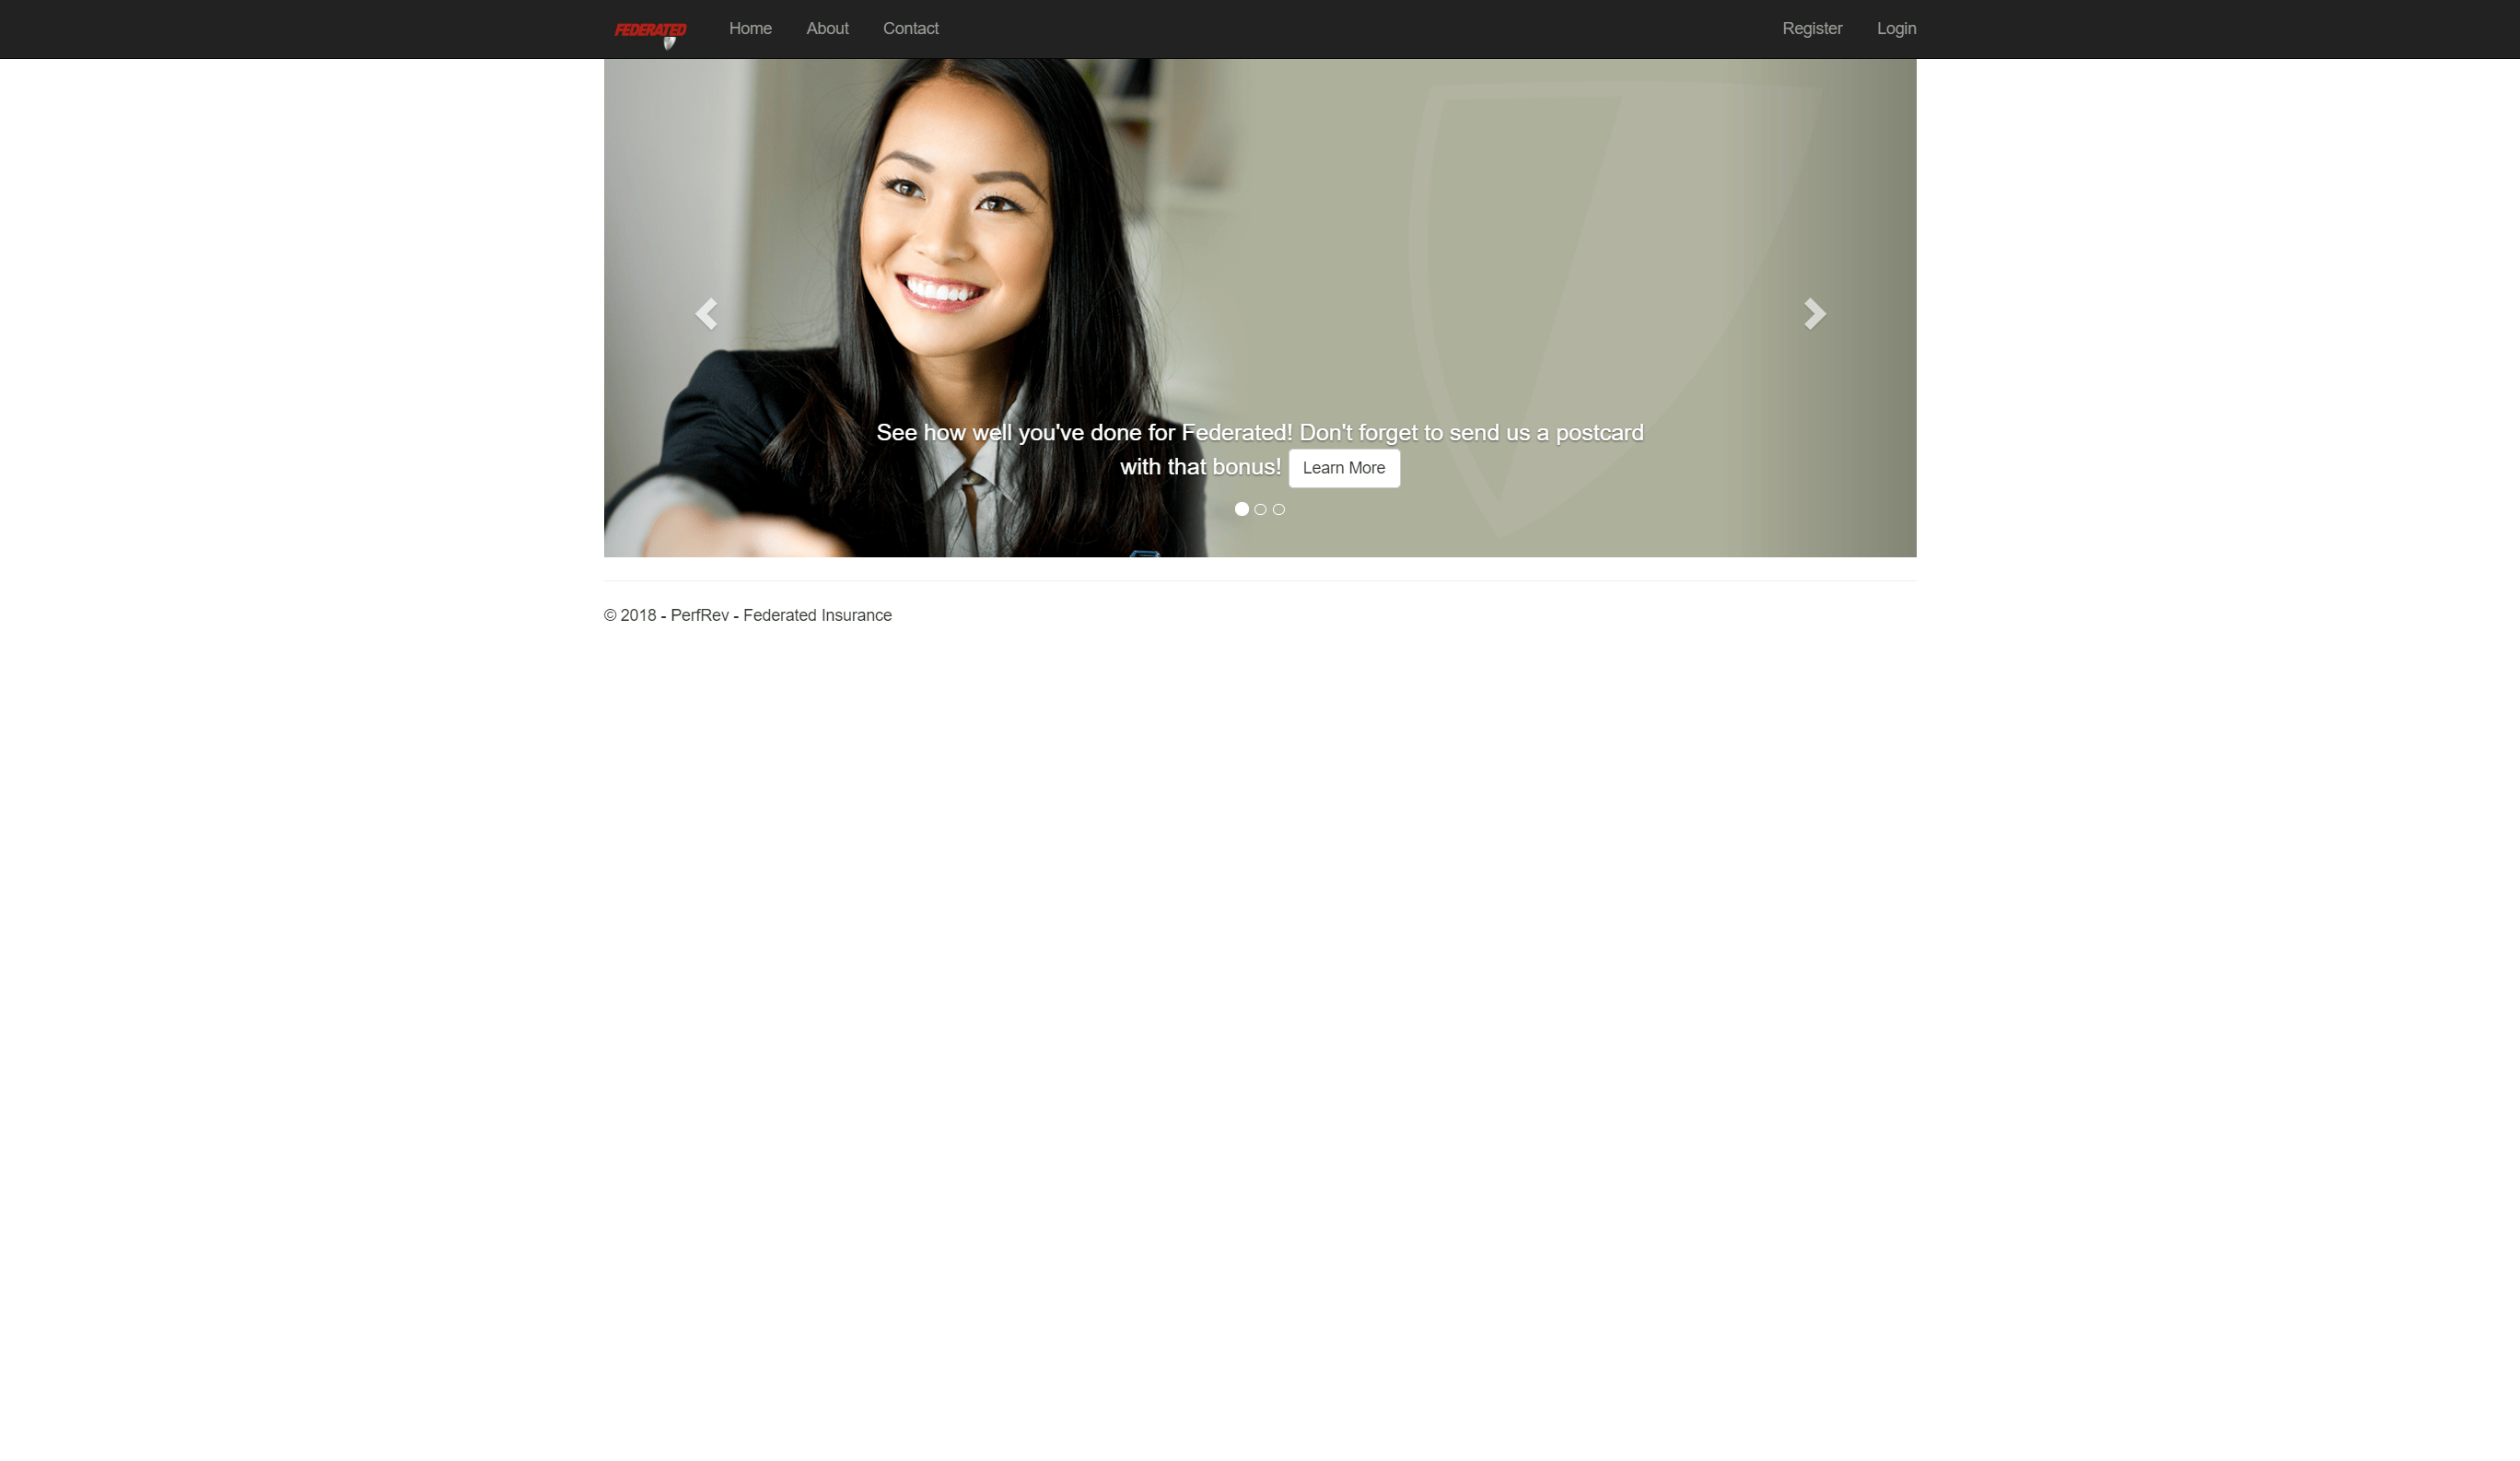 FEDERATED
Home
About
Contact
Register
Login
See how well you've done for Federated! Don't forget to send us a postcard
with that bonus! Learn More
© 2018 - PerfRev - Federated Insurance